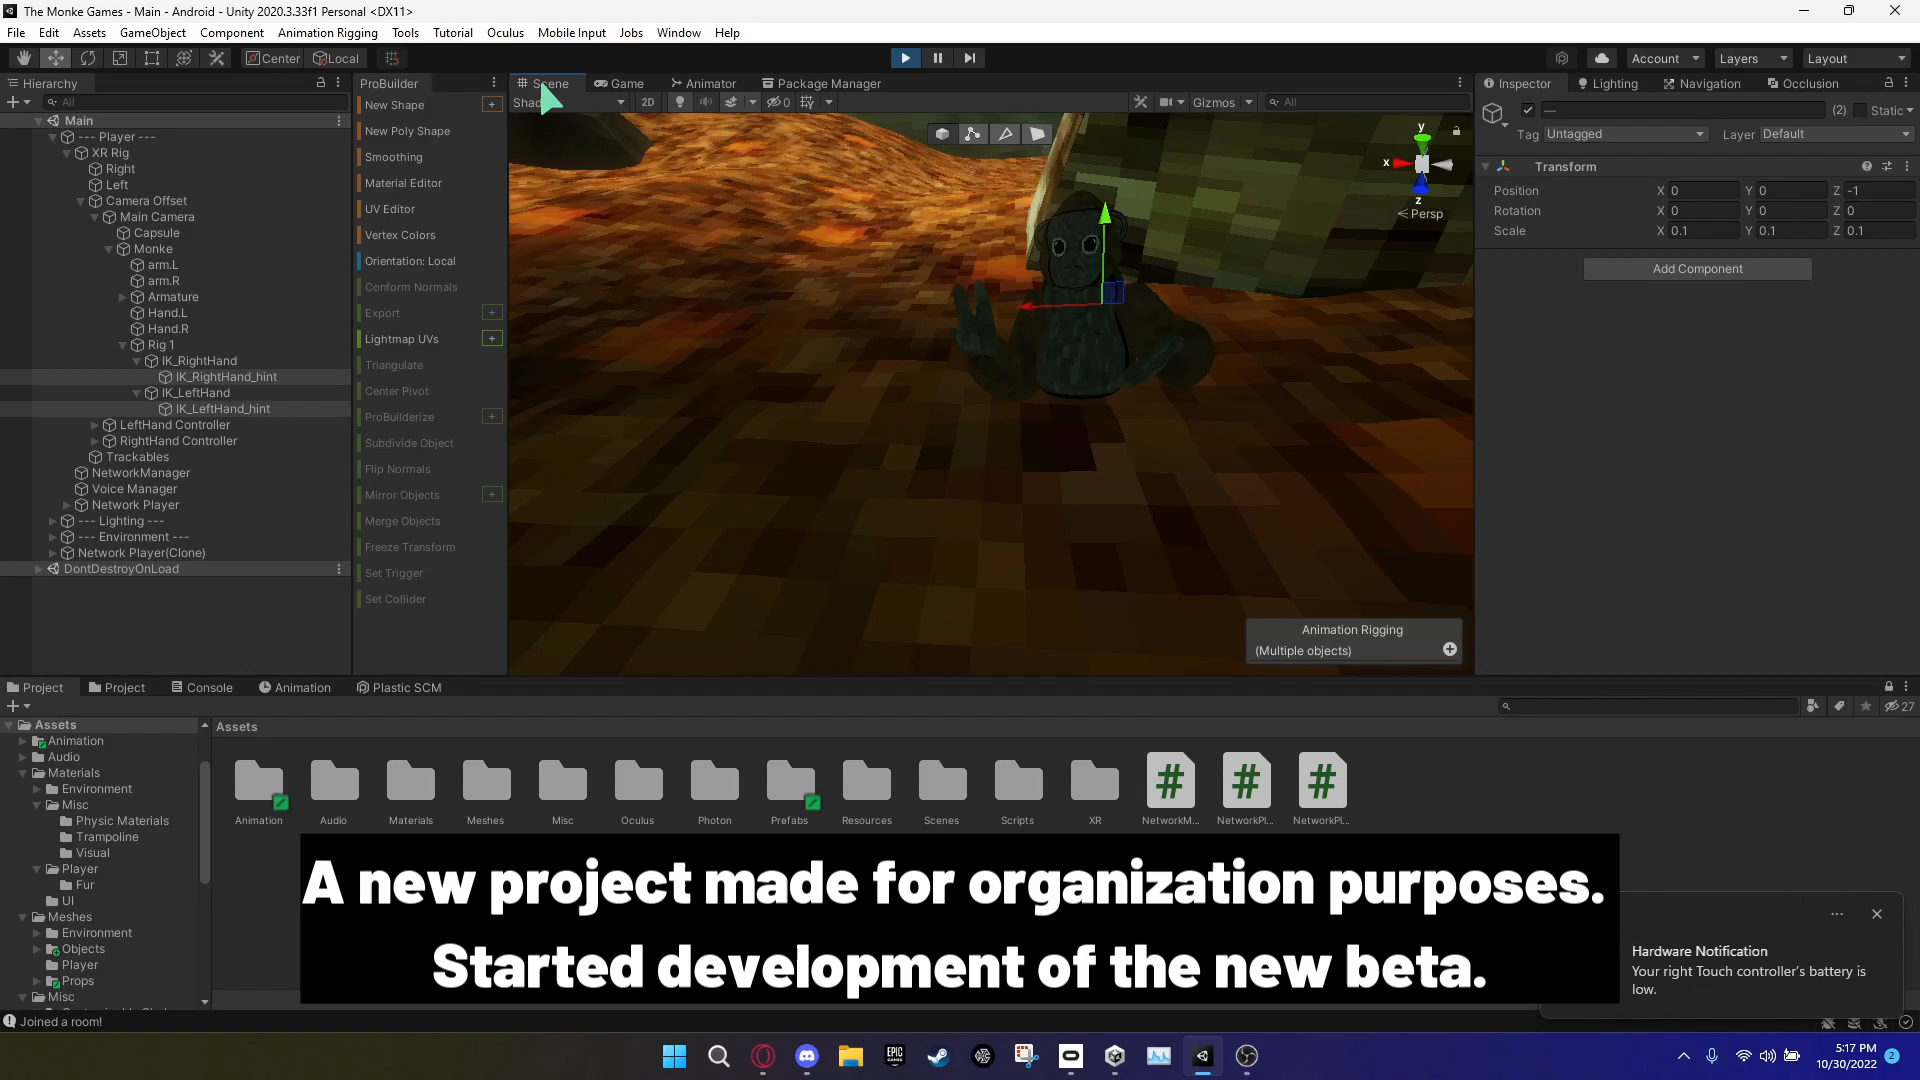 The Monke Games - Main - Android - Unity 2020.3.33f1 Personal <DX11>
File Edit Assets GameObject Component Animation Rigging Tools Tutorial Oculus Mobile Input Jobs Window Help
Center Local Account Layers Layout
Hierarchy
All
Main
--- Player ---
XR Rig
Right
Left
Camera Offset
Main Camera
Capsule
Monke
arm.L
arm.R
Armature
Hand.L
Hand.R
Rig 1
IK_RightHand
IK_RightHand_hint
IK_LeftHand
IK_LeftHand_hint
LeftHand Controller
RightHand Controller
Trackables
NetworkManager
Voice Manager
Network Player
--- Lighting ---
--- Environment ---
Network Player(Clone)
DontDestroyOnLoad
ProBuilder
New Shape
New Poly Shape
Smoothing
Material Editor
UV Editor
Vertex Colors
Orientation: Local
Conform Normals
Export
Lightmap UVs
Triangulate
Center Pivot
ProBuilderize
Subdivide Object
Flip Normals
Mirror Objects
Merge Objects
Freeze Transform
Set Trigger
Set Collider
Scene Game Animator Package Manager
2D 0 Gizmos All
y
x
z
< Persp
Animation Rigging
(Multiple objects)
Inspector Lighting Navigation Occlusion
— (2) Static
Tag Untagged Layer Default
Transform
Position X 0 Y 0 Z -1
Rotation X 0 Y 0 Z 0
Scale X 0.1 Y 0.1 Z 0.1
Add Component
Project Project Console Animation Plastic SCM
27
Assets
Animation
Audio
Materials
Environment
Misc
Physic Materials
Trampoline
Visual
Player
Fur
UI
Meshes
Environment
Objects
Player
Props
Misc
Assets
Animation Audio Materials Meshes Misc Oculus Photon Prefabs Resources Scenes Scripts XR NetworkM... NetworkPl... NetworkPl...
A new project made for organization purposes.
Started development of the new beta.
Hardware Notification
Your right Touch controller's battery is
low.
Joined a room!
EPIC
GAMES
5:17 PM
10/30/2022
2